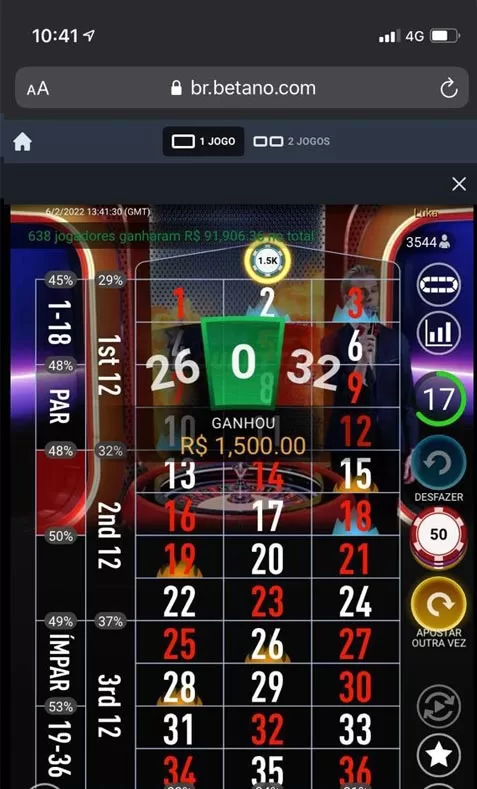 10:41
4G
AA
br.betano.com
1 JOGO
2 JOGOS
6/2/2022 13:41:30 (GMT)
Luka
638 jogadores ganharam R$ 91,906.36 no total
3544
1.5K
45%
29%
1 2 3
1-18
1st 12
6
26 0 32
8
48%
PAR
9
17
GANHOU
R$ 1,500.00
10
12
48%
32%
13 14 15
DESFAZER
16 17 18
50%
2nd 12
50
19 20 21
22 23 24
49%
37%
APOSTAR
OUTRA VEZ
25 26 27
ÍMPAR
28 29 30
3rd 12
53%
31 32 33
19-36
34 35 36